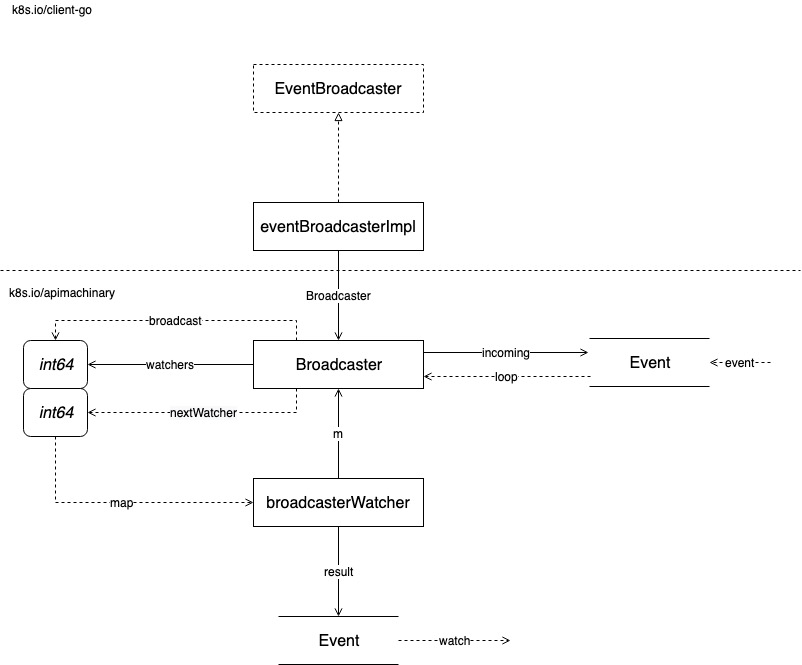 k8s.io/client-go
EventBroadcaster
eventBroadcasterImpl
k8s.io/apimachinary
Broadcaster
broadcast
int64
watchers
Broadcaster
incoming
Event
event
loop
int64
nextWatcher
m
map
broadcasterWatcher
result
Event
watch